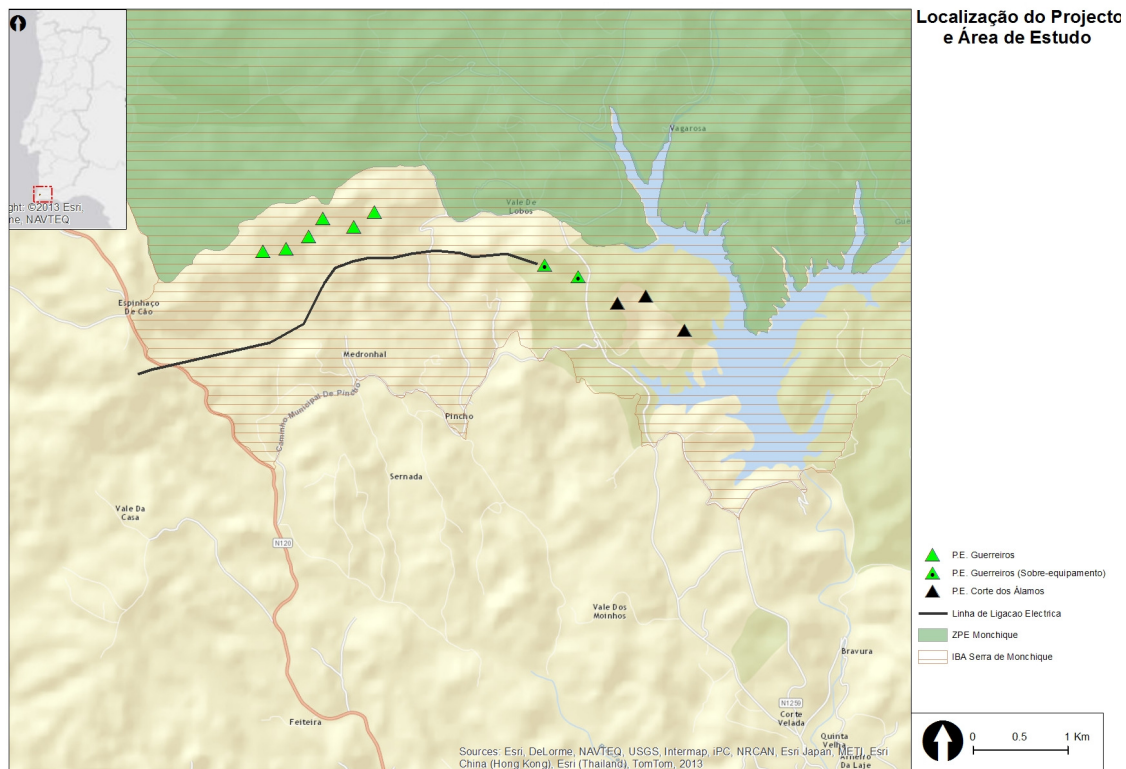 Localização do Projecto
e Área de Estudo
ght: ©2013 Esri,
ne, NAVTEQ
Vagarosa
Vale De
Lobos
Espinhaço
De Cão
Medronhal
Caminho Municipal De Pincho
Pincho
Sernada
Vale Da
Casa
N120
Vale Dos
Moinhos
Bravura
N1259
Corte
Velada
Feiteira
Quinta
Velha
Da Laje
Sources: Esri, DeLorme, NAVTEQ, USGS, Intermap, iPC, NRCAN, Esri Japan, METI, Esri
China (Hong Kong), Esri (Thailand), TomTom, 2013
P.E. Guerreiros
P.E. Guerreiros (Sobre-equipamento)
P.E. Corte dos Àlamos
Linha de Ligacao Electrica
ZPE Monchique
IBA Serra de Monchique
0 0.5 1 Km